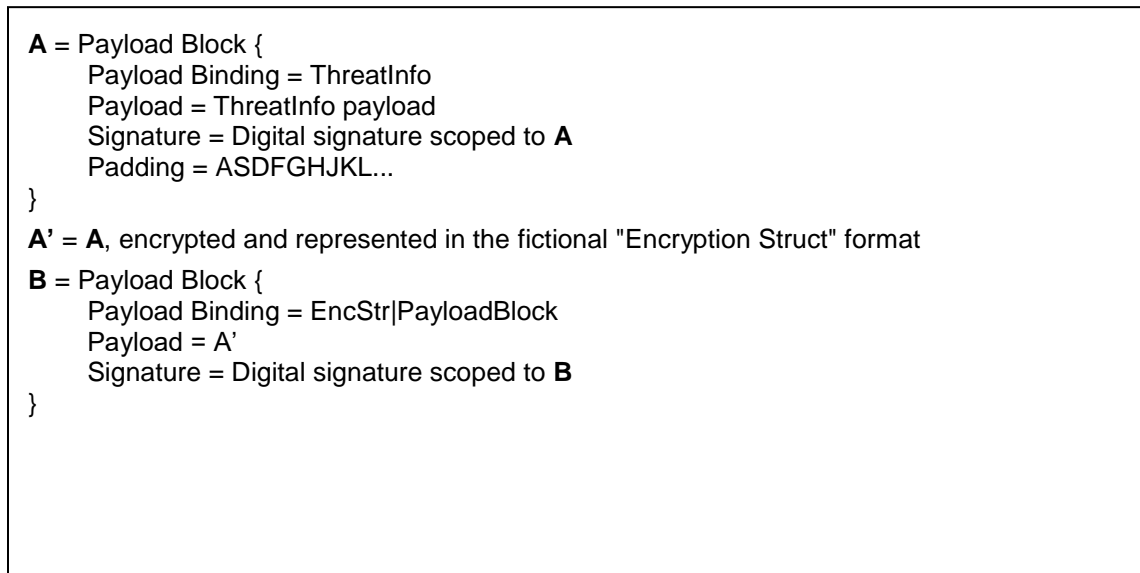 A = Payload Block {
Payload Binding = ThreatInfo
Payload = ThreatInfo payload
Signature = Digital signature scoped to A
Padding = ASDFGHJKL...
}
A’ = A, encrypted and represented in the fictional "Encryption Struct" format
B = Payload Block {
Payload Binding = EncStr|PayloadBlock
Payload = A’
Signature = Digital signature scoped to B
}